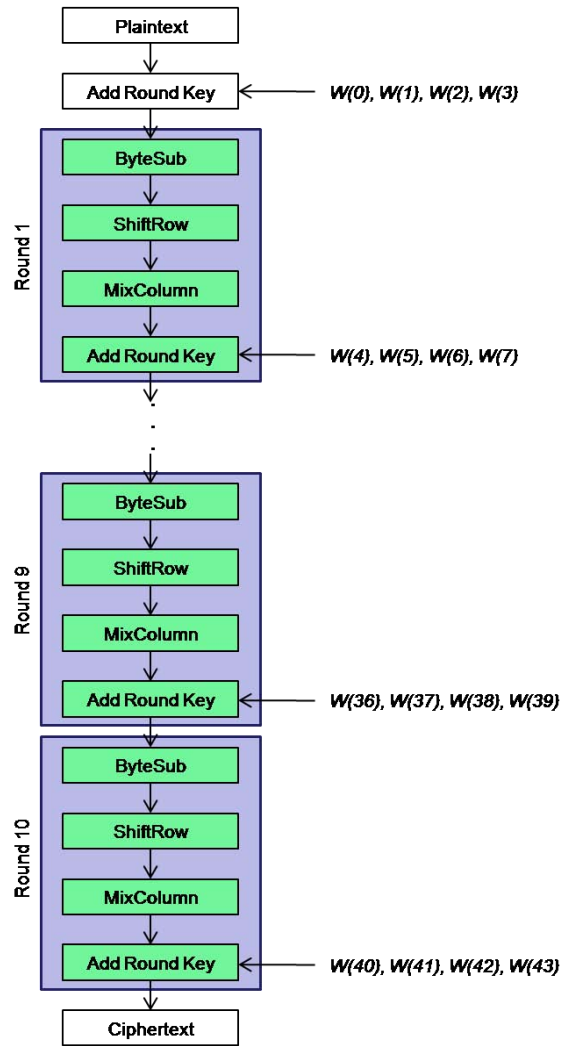 Plaintext
Add Round Key
W(0), W(1), W(2), W(3)
Round 1
ByteSub
ShiftRow
MixColumn
Add Round Key
W(4), W(5), W(6), W(7)
. . .
Round 9
ByteSub
ShiftRow
MixColumn
Add Round Key
W(36), W(37), W(38), W(39)
Round 10
ByteSub
ShiftRow
MixColumn
Add Round Key
W(40), W(41), W(42), W(43)
Ciphertext